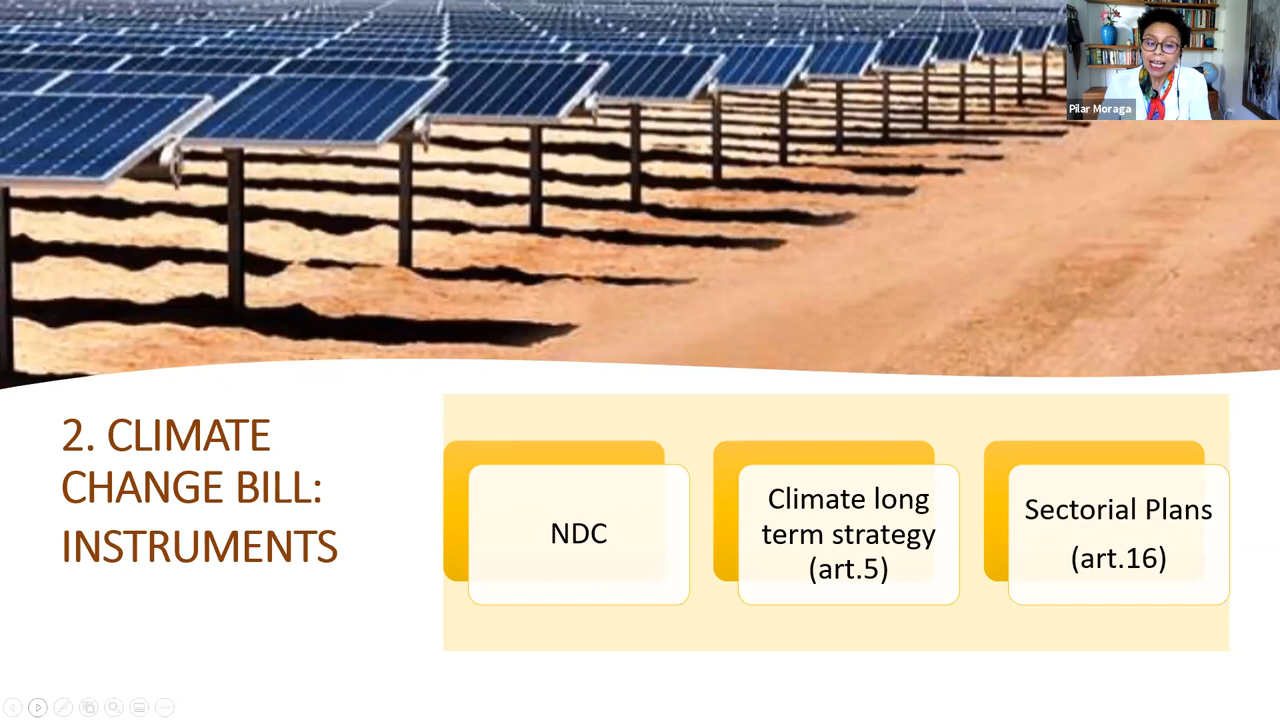 Pilar Moraga
2. CLIMATE
CHANGE BILL:
INSTRUMENTS
NDC
Climate long
term strategy
(art.5)
Sectorial Plans
(art.16)